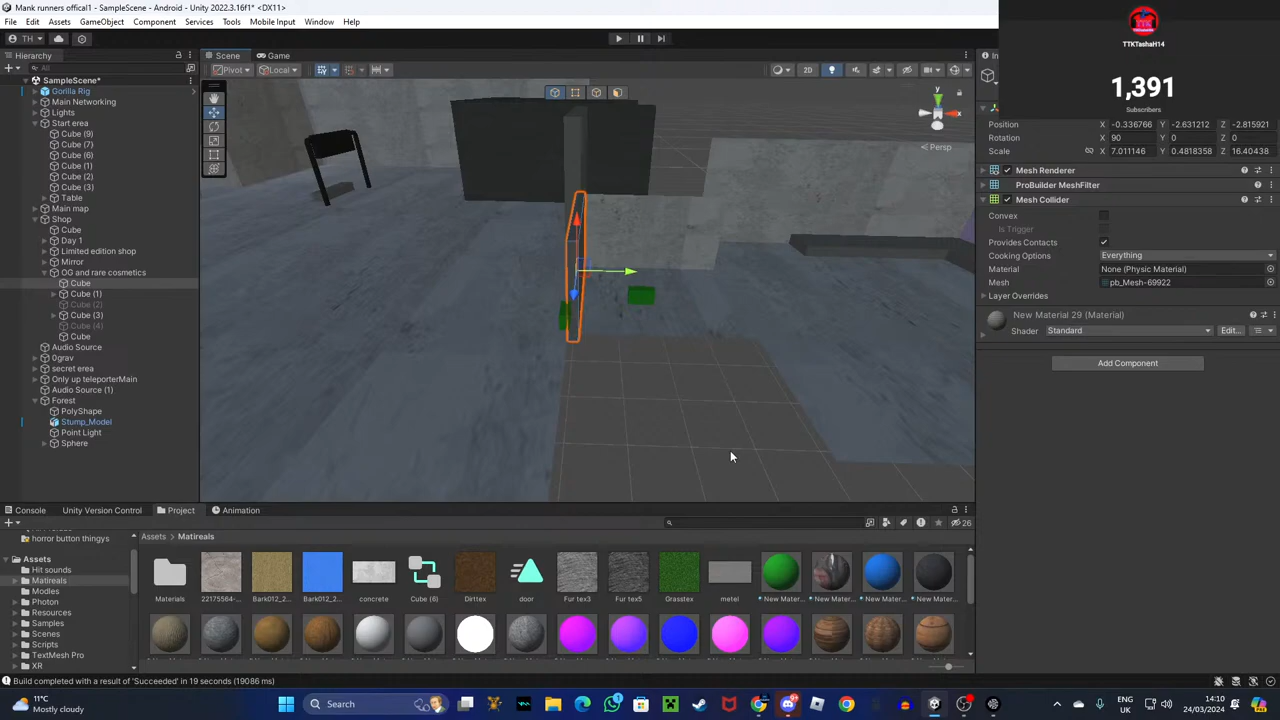 Mank runners offical1 - SampleScene - Android - Unity 2022.3.16f1* <DX11>
File Edit Assets GameObject Component Services Tools Mobile Input Window Help
TH
Hierarchy
All
SampleScene*
Gorilla Rig
Main Networking
Lights
Start erea
Cube (9)
Cube (7)
Cube (6)
Cube (1)
Cube (2)
Cube (3)
Table
Main map
Shop
Cube
Day 1
Limited edition shop
Mirror
OG and rare cosmetics
Cube
Cube (1)
Cube (2)
Cube (3)
Cube (4)
Cube
Audio Source
0grav
secret erea
Only up teleporterMain
Audio Source (1)
Forest
PolyShape
Stump_Model
Point Light
Sphere
Scene Game
Pivot Local 2D
y
x
Persp
TTKTashaH14
1,391
Subscribers
Position X -0.336766 Y -2.631212 Z -2.815921
Rotation X 90 Y 0 Z 0
Scale X 7.011146 Y 0.4818358 Z 16.40438
Mesh Renderer
ProBuilder MeshFilter
Mesh Collider
Convex
Is Trigger
Provides Contacts
Cooking Options Everything
Material None (Physic Material)
Mesh pb_Mesh-69922
Layer Overrides
New Material 29 (Material)
Shader Standard Edit...
Add Component
Console Unity Version Control Project Animation
26
horror button thingys
Assets
Hit sounds
Matireals
Modles
Photon
Resources
Samples
Scenes
Scripts
TextMesh Pro
XR
Assets > Matireals
Materials 22175564-... Bark012_2... Bark012_2... concrete Cube (6) Dirttex door Fur tex3 Fur tex5 Grasstex metel New Mater... New Mater... New Mater... New Mater...
Build completed with a result of 'Succeeded' in 19 seconds (19086 ms)
11°C
Mostly cloudy
Search
ENG
UK
14:10
24/03/2024